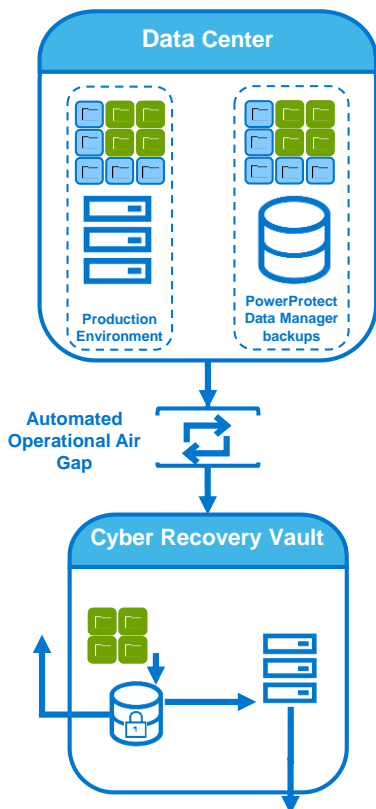 Data Center
Production
Environment
PowerProtect
Data Manager
backups
Automated
Operational Air
Gap
Cyber Recovery Vault